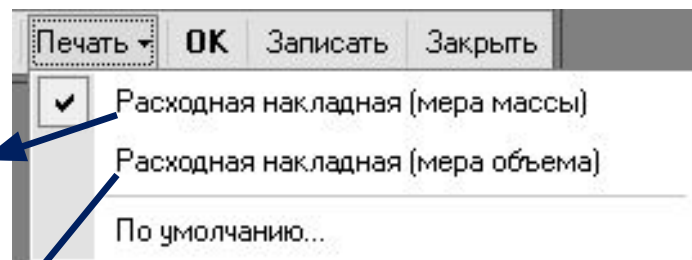 Печать OK Записать Закрыть
Расходная накладная (мера массы)
Расходная накладная (мера объема)
По умолчанию...